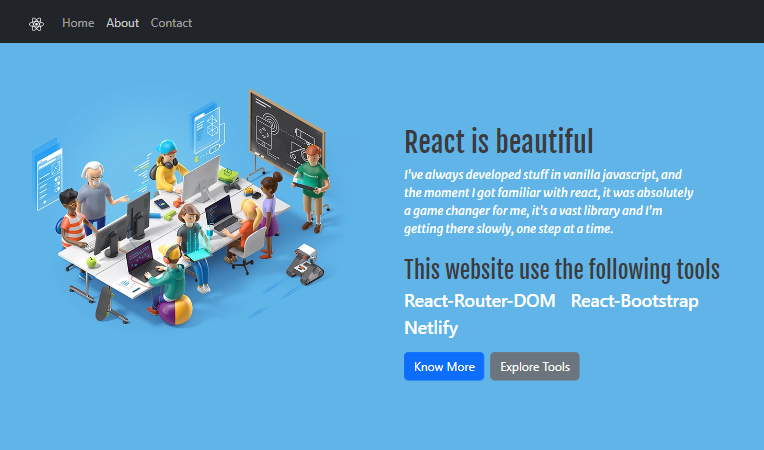 Home About Contact
React is beautiful
I've always developed stuff in vanilla javascript, and
the moment I got familiar with react, it was absolutely
a game changer for me, it's a vast library and I'm
getting there slowly, one step at a time.
This website use the following tools
React-Router-DOM React-Bootstrap
Netlify
Know More Explore Tools